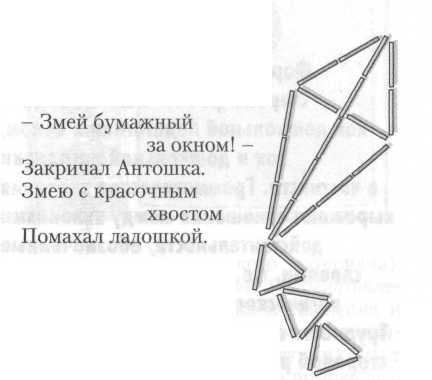 – Змей бумажный
за окном! –
Закричал Антошка.
Змею с красочным
хвостом
Помахал ладошкой.